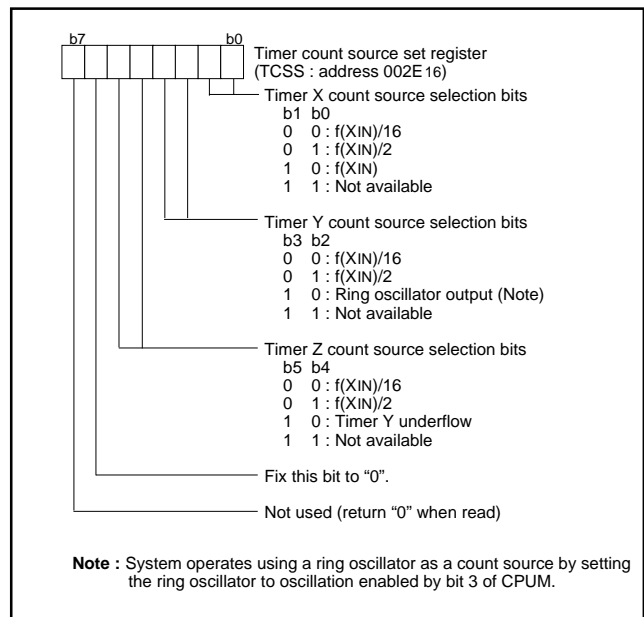 b7 b0
Timer count source set register
(TCSS : address 002E16)
Timer X count source selection bits
b1 b0
0 0 : f(XIN)/16
0 1 : f(XIN)/2
1 0 : f(XIN)
1 1 : Not available
Timer Y count source selection bits
b3 b2
0 0 : f(XIN)/16
0 1 : f(XIN)/2
1 0 : Ring oscillator output (Note)
1 1 : Not available
Timer Z count source selection bits
b5 b4
0 0 : f(XIN)/16
0 1 : f(XIN)/2
1 0 : Timer Y underflow
1 1 : Not available
Fix this bit to “0”.
Not used (return “0” when read)
Note : System operates using a ring oscillator as a count source by setting
the ring oscillator to oscillation enabled by bit 3 of CPUM.